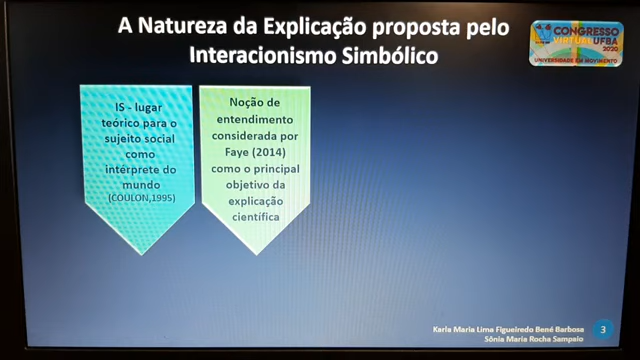 A Natureza da Explicação proposta pelo
Interacionismo Simbólico
CONGRESSO
VIRTUAL UFBA
2020
UNIVERSIDADE EM MOVIMENTO
IS - lugar
teórico para o
sujeito social
como
intérprete do
mundo
(COULON,1995)
Noção de
entendimento
considerada por
Faye (2014)
como o principal
objetivo da
explicação
científica
Karla Maria Lima Figueiredo Bené Barbosa
Sônia Maria Rocha Sampaio
3